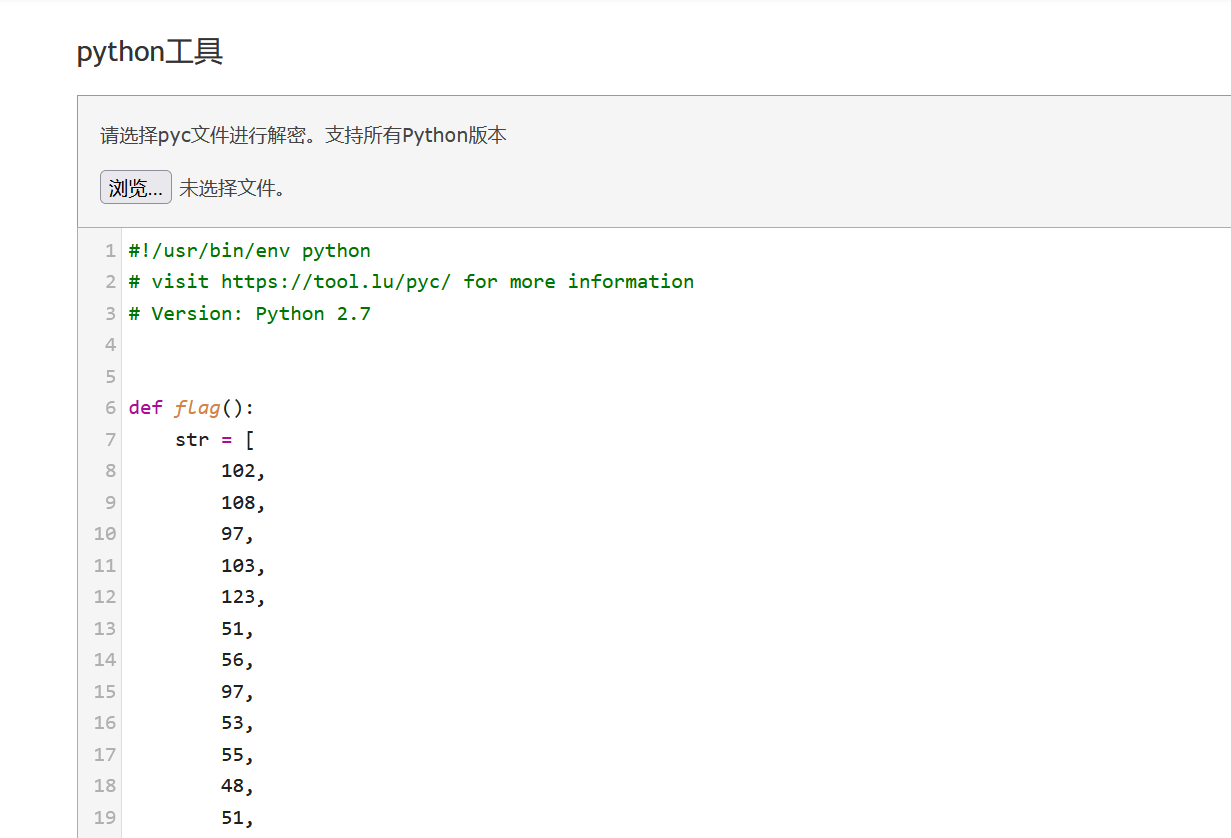 python工具
请选择pyc文件进行解密。支持所有Python版本
浏览... 未选择文件。
1 #!/usr/bin/env python
2 # visit https://tool.lu/pyc/ for more information
3 # Version: Python 2.7
4
5
6 def flag():
7     str = [
8         102,
9         108,
10         97,
11         103,
12         123,
13         51,
14         56,
15         97,
16         53,
17         55,
18         48,
19         51,